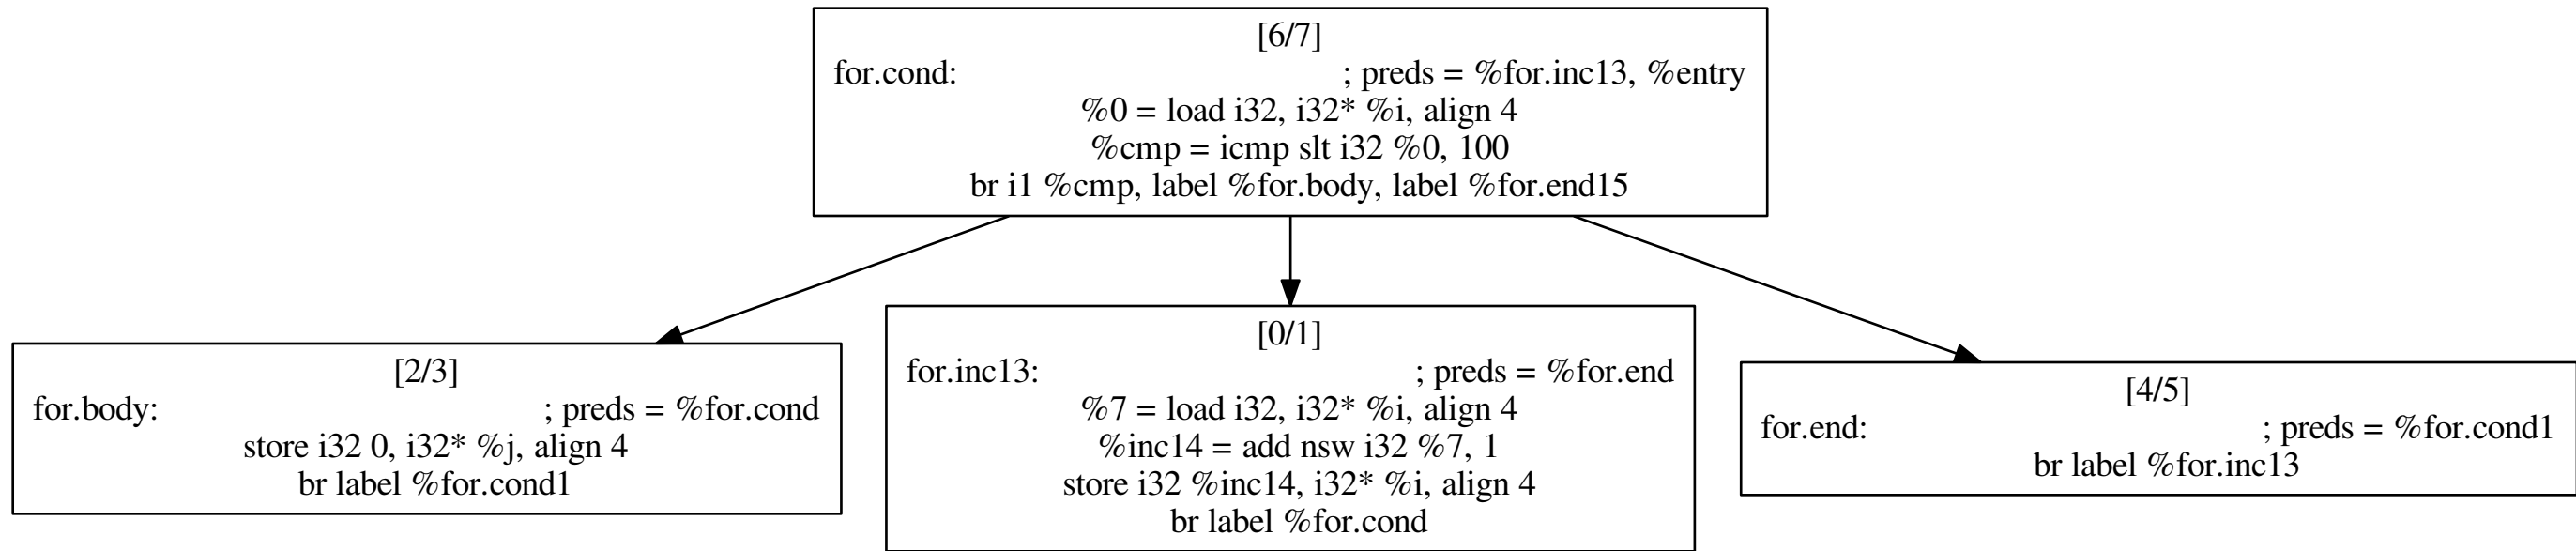 [6/7]
for.cond: ; preds = %for.inc13, %entry
%0 = load i32, i32* %i, align 4
%cmp = icmp slt i32 %0, 100
br i1 %cmp, label %for.body, label %for.end15
[2/3]
for.body: ; preds = %for.cond
store i32 0, i32* %j, align 4
br label %for.cond1
[0/1]
for.inc13: ; preds = %for.end
%7 = load i32, i32* %i, align 4
%inc14 = add nsw i32 %7, 1
store i32 %inc14, i32* %i, align 4
br label %for.cond
[4/5]
for.end: ; preds = %for.cond1
br label %for.inc13